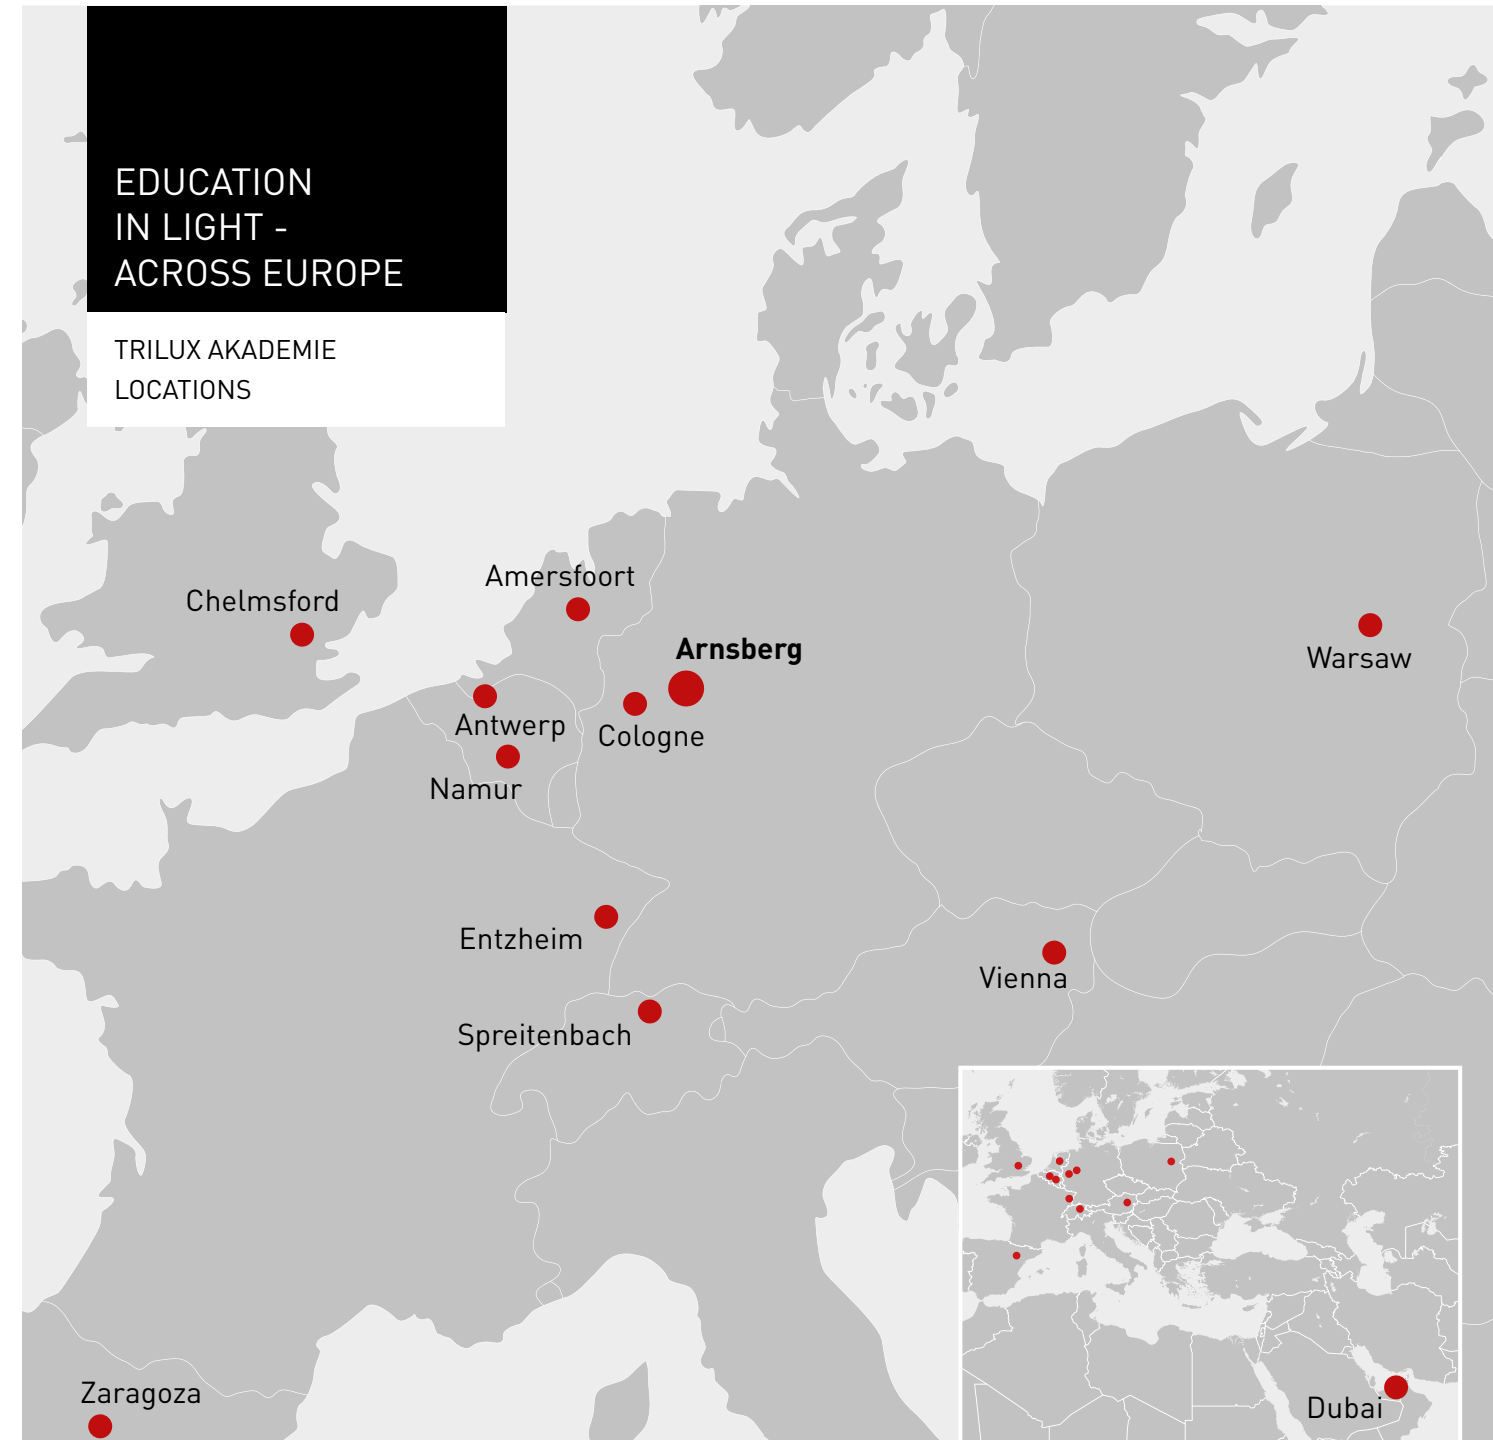 EDUCATION
IN LIGHT -
ACROSS EUROPE
TRILUX AKADEMIE
LOCATIONS
Amersfoort
Chelmsford
Arnsberg
Warsaw
Antwerp
Cologne
Namur
Entzheim
Vienna
Spreitenbach
Zaragoza
Dubai